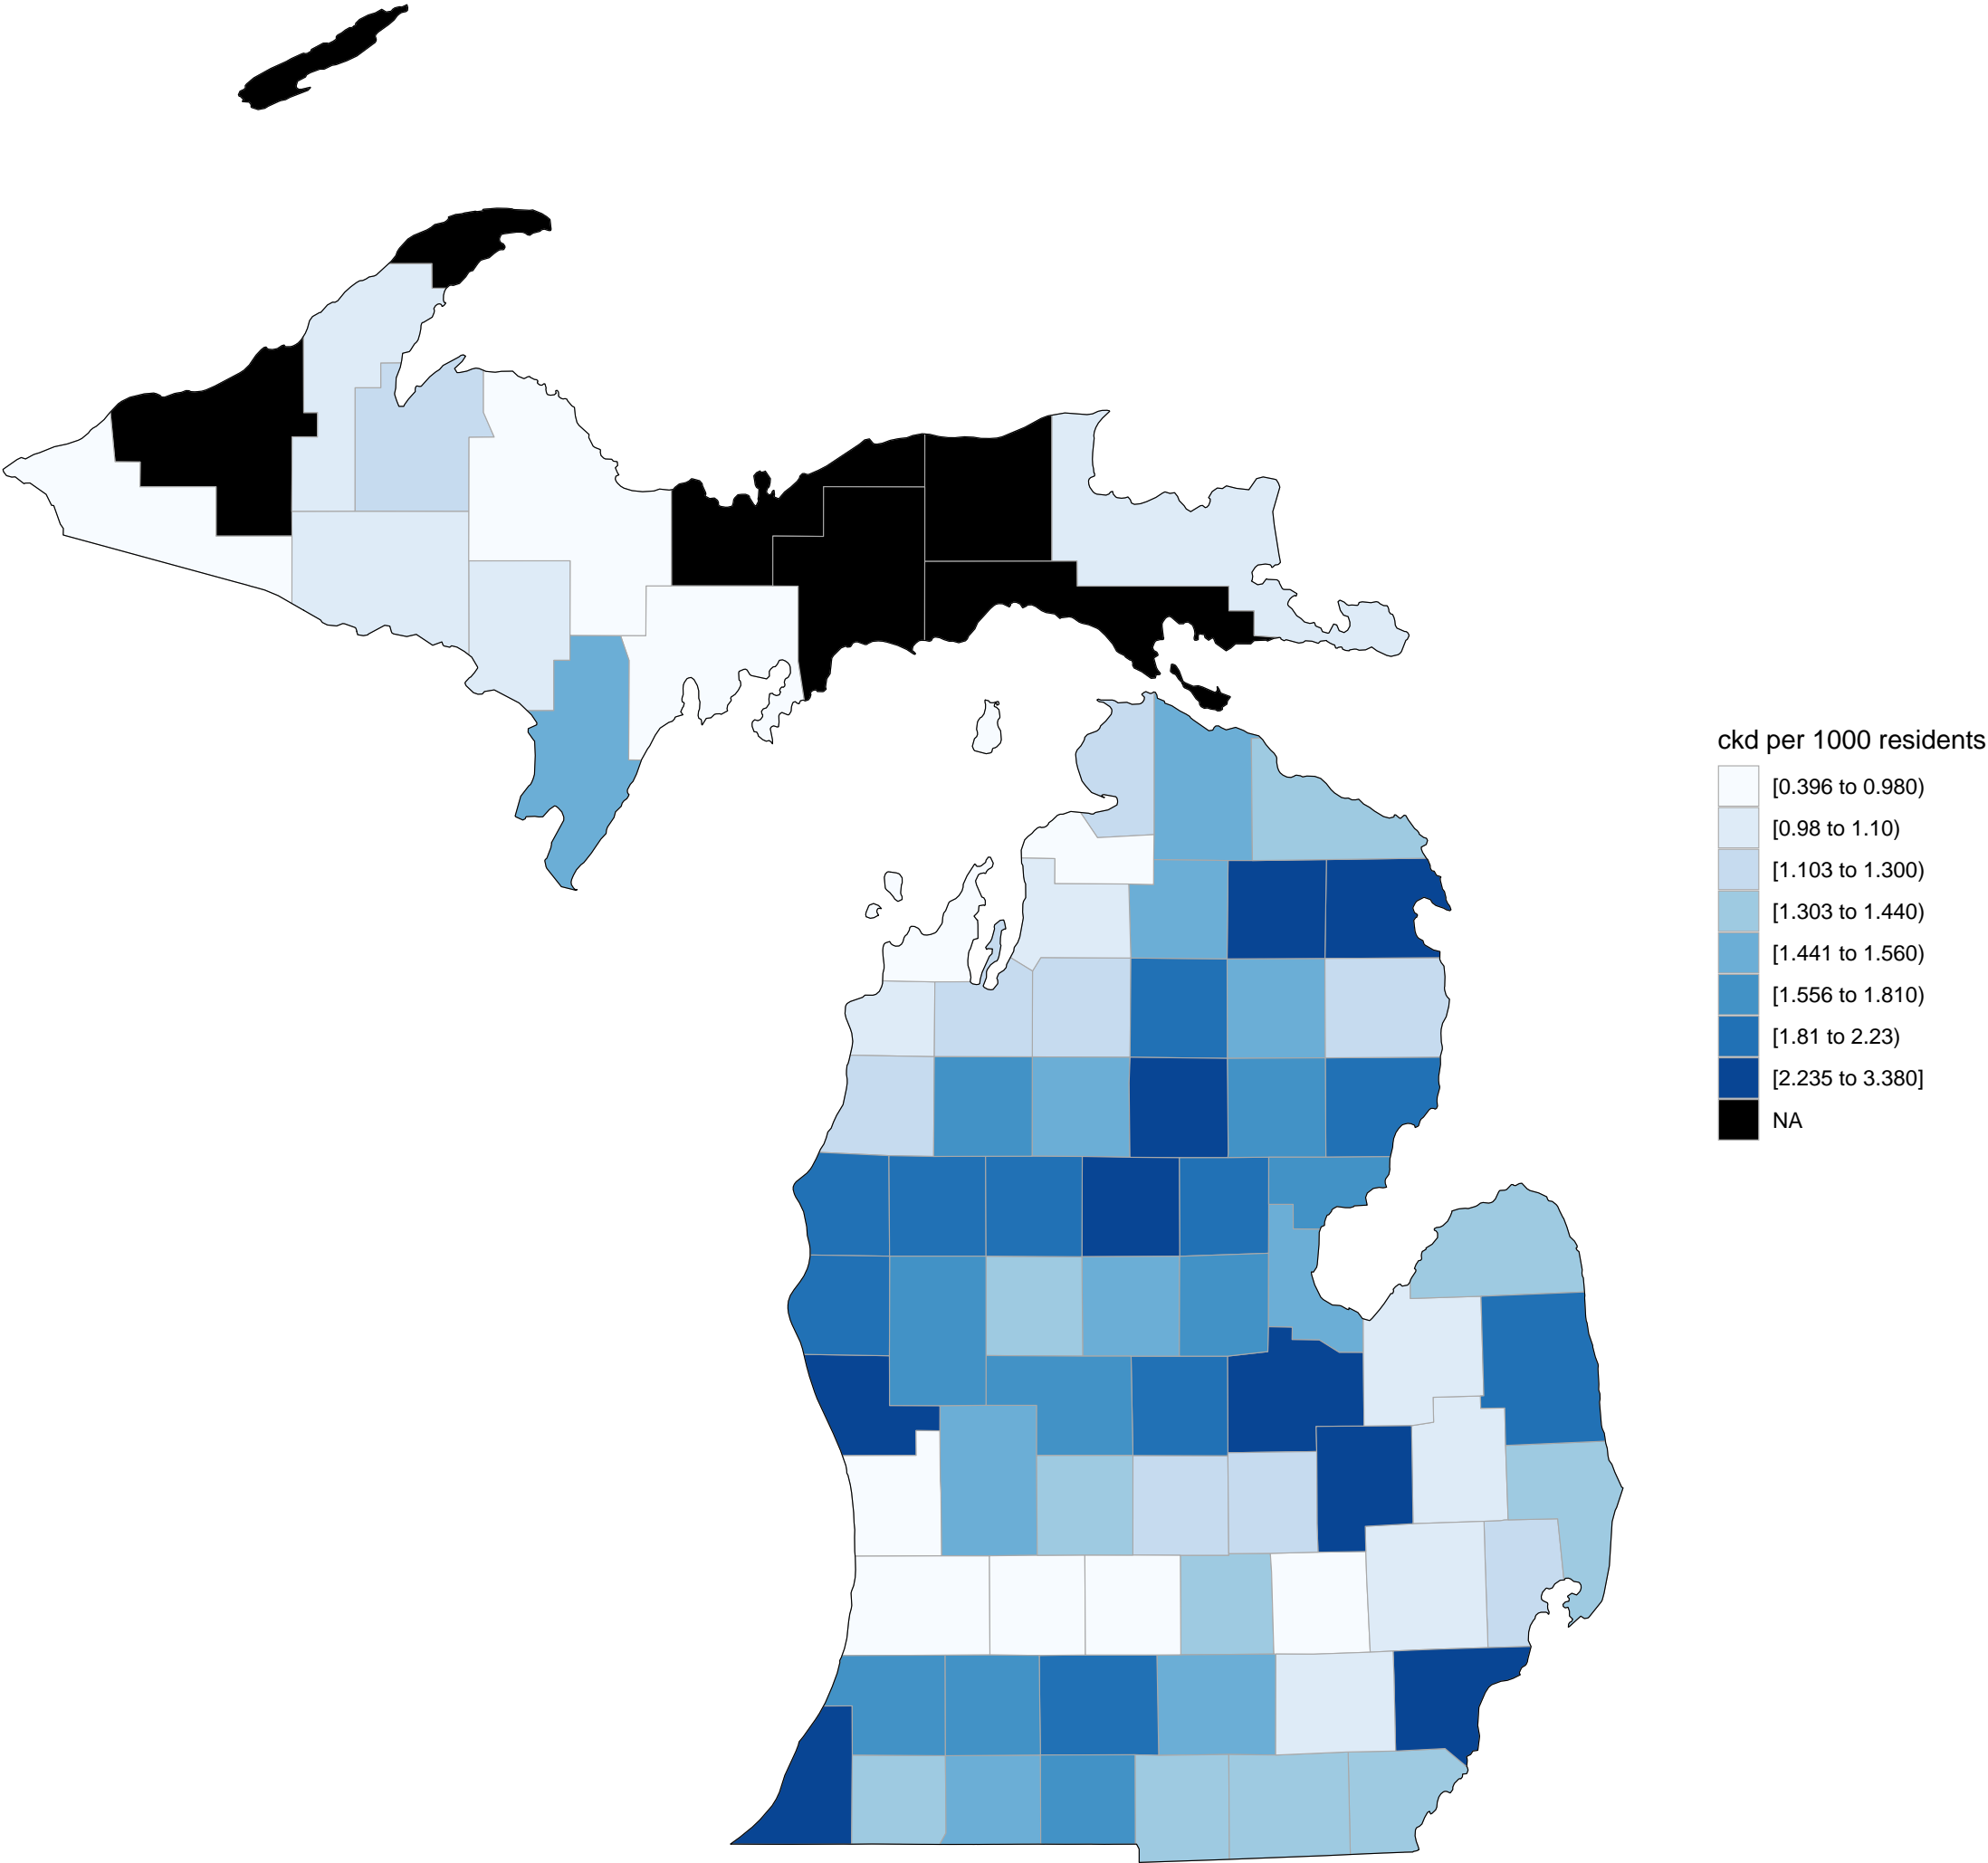 ckd per 1000 residents
[0.396 to 0.980)
[0.98 to 1.10)
[1.103 to 1.300)
[1.303 to 1.440)
[1.441 to 1.560)
[1.556 to 1.810)
[1.81 to 2.23)
[2.235 to 3.380]
NA